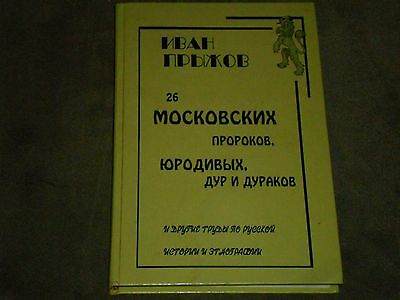 ИВАН
ПРЫЖОВ
26
МОСКОВСКИХ
ПРОРОКОВ,
ЮРОДИВЫХ,
ДУР И ДУРАКОВ
И ДРУГИЕ ТРУДЫ ПО РУССКОЙ
ИСТОРИИ И ЭТНОГРАФИИ